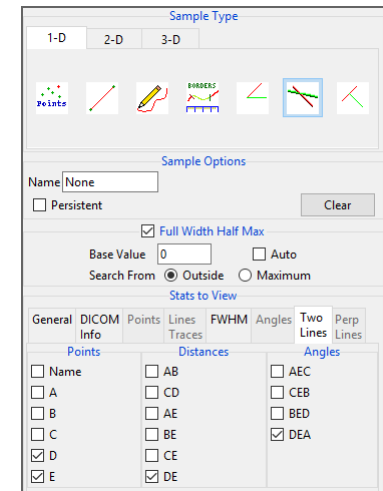 Sample Type
1-D 2-D 3-D
Points BORDERS
Sample Options
Name None
Persistent Clear
Full Width Half Max
Base Value 0 Auto
Search From Outside Maximum
Stats to View
General DICOM Info Points Lines Traces FWHM Angles Two Lines Perp Lines
Points Distances Angles
Name AB AEC
A CD CEB
B AE BED
C BE DEA
D CE
E DE